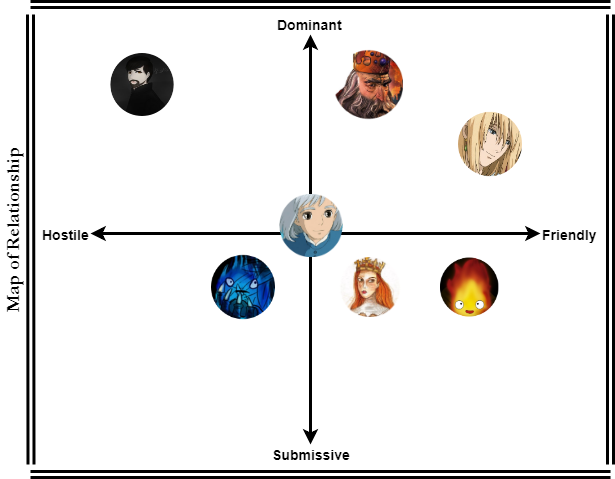 Dominant
Map of Relationship
Hostile
Friendly
Submissive